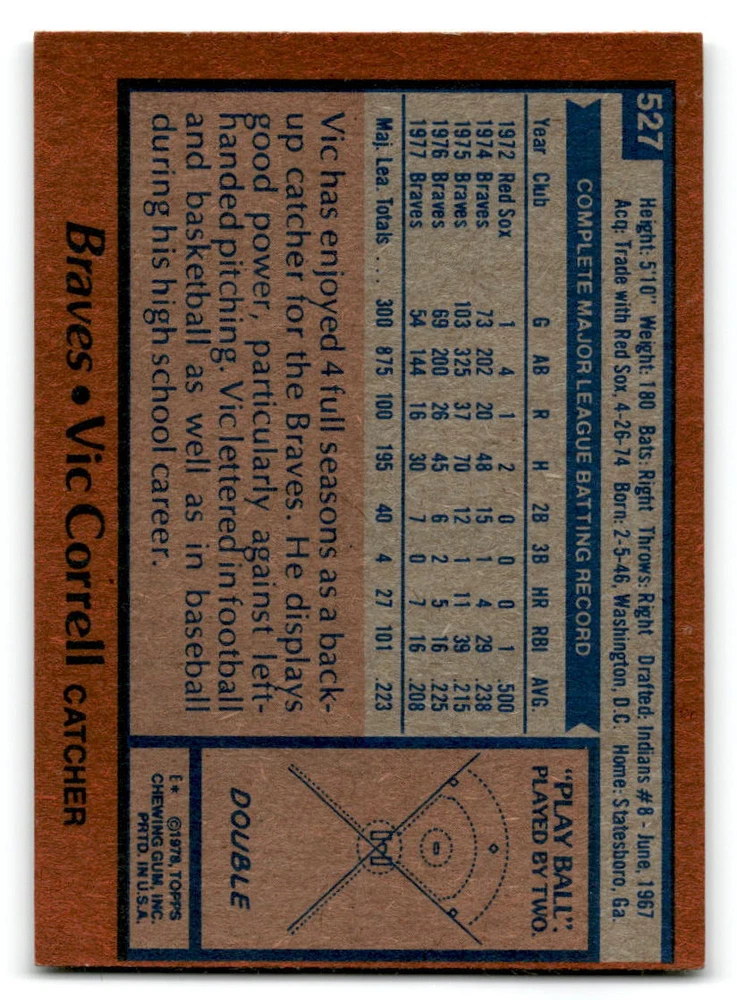 527
Height: 5'10" Weight: 180 Bats: Right Throws: Right Drafted: Indians #8 - June, 1967
Acq: Trade with Red Sox, 4-26-74 Born: 2-5-46, Washington, D.C. Home: Statesboro, Ga.
COMPLETE MAJOR LEAGUE BATTING RECORD
Year Club G AB R H 2B 3B HR RBI AVG.
1972 Red Sox 1 4 1 2 0 0 0 1 .500
1974 Braves 73 202 20 48 15 1 4 29 .238
1975 Braves 103 325 37 70 12 1 11 39 .215
1976 Braves 69 200 26 45 6 2 5 16 .225
1977 Braves 54 144 16 30 7 0 7 16 .208
Maj. Lea. Totals .... 300 875 100 195 40 4 27 101 .223
Vic has enjoyed 4 full seasons as a back-
up catcher for the Braves. He displays
good power, particularly against left-
handed pitching. Vic lettered in football
and basketball as well as in baseball
during his high school career.
"PLAY BALL"
PLAYED BY TWO.
DOUBLE
E* ©1978, TOPPS
CHEWING GUM, INC.
PRTD. IN U.S.A.
Braves • Vic Correll CATCHER